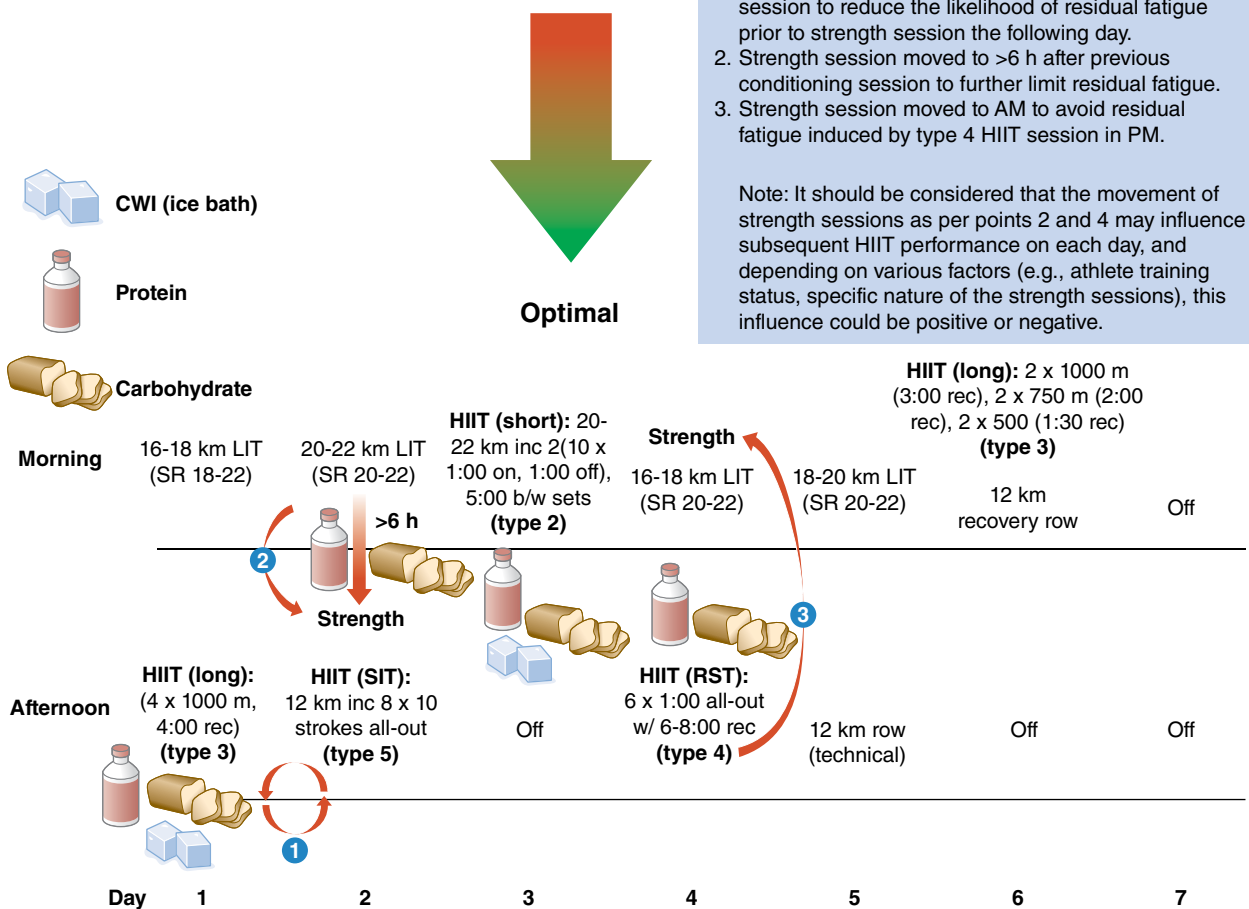 session to reduce the likelihood of residual fatigue
prior to strength session the following day.
2. Strength session moved to >6 h after previous
conditioning session to further limit residual fatigue.
3. Strength session moved to AM to avoid residual
fatigue induced by type 4 HIIT session in PM.
Note: It should be considered that the movement of
strength sessions as per points 2 and 4 may influence
subsequent HIIT performance on each day, and
depending on various factors (e.g., athlete training
status, specific nature of the strength sessions), this
influence could be positive or negative.
CWI (ice bath)
Protein
Carbohydrate
Optimal
Morning
16-18 km LIT
(SR 18-22)
20-22 km LIT
(SR 20-22)
>6 h
HIIT (short): 20-
22 km inc 2(10 x
1:00 on, 1:00 off),
5:00 b/w sets
(type 2)
Strength
16-18 km LIT
(SR 20-22)
18-20 km LIT
(SR 20-22)
HIIT (long): 2 x 1000 m
(3:00 rec), 2 x 750 m (2:00
rec), 2 x 500 (1:30 rec)
(type 3)
12 km
recovery row
Off
2
Strength
3
Afternoon
HIIT (long):
(4 x 1000 m,
4:00 rec)
(type 3)
HIIT (SIT):
12 km inc 8 x 10
strokes all-out
(type 5)
Off
HIIT (RST):
6 x 1:00 all-out
w/ 6-8:00 rec
(type 4)
12 km row
(technical)
Off
Off
1
Day 1 2 3 4 5 6 7